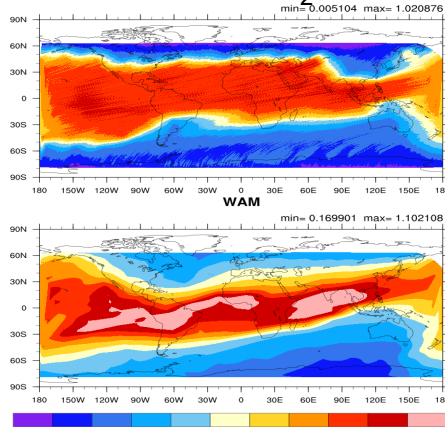 min= 0.005104 max= 1.020876
90N
60N
30N
0
30S
60S
90S
180 150W 120W 90W 60W 30W 0 30E 60E 90E 120E 150E 18
WAM
min= 0.169901 max= 1.102108
90N
60N
30N
0
30S
60S
90S
180 150W 120W 90W 60W 30W 0 30E 60E 90E 120E 150E 18